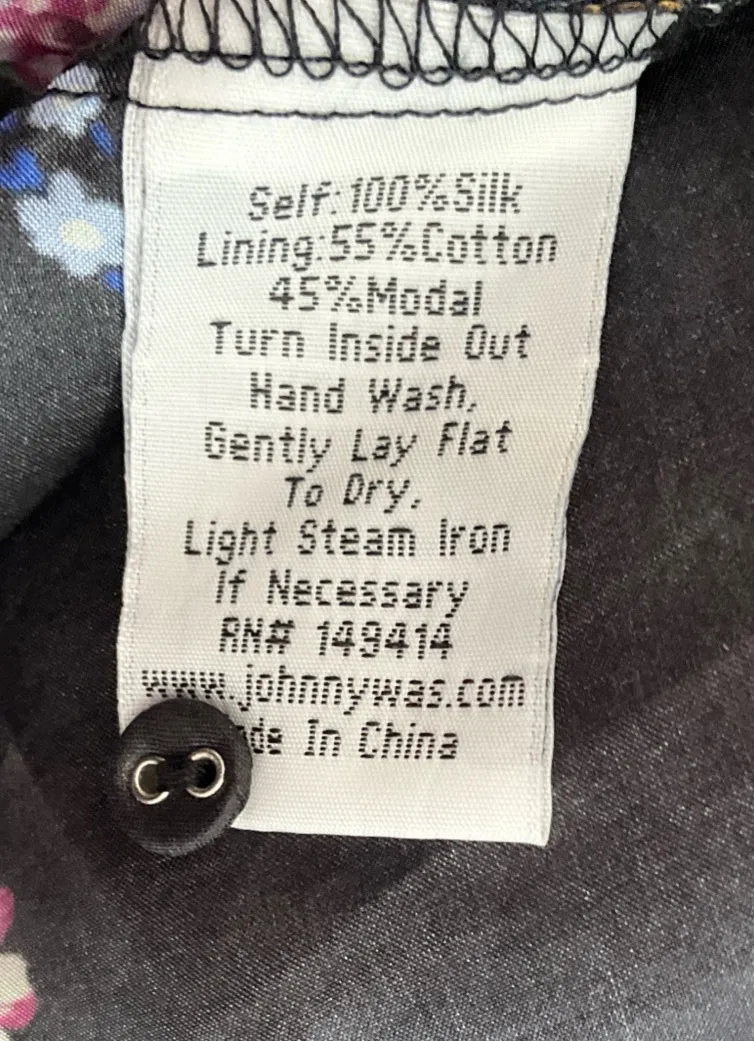 Self:100%Silk
Lining:55%Cotton
45%Modal
Turn Inside Out
Hand Wash,
Gently Lay Flat
To Dry,
Light Steam Iron
If Necessary
RN# 149414
www.johnnywas.com
In China